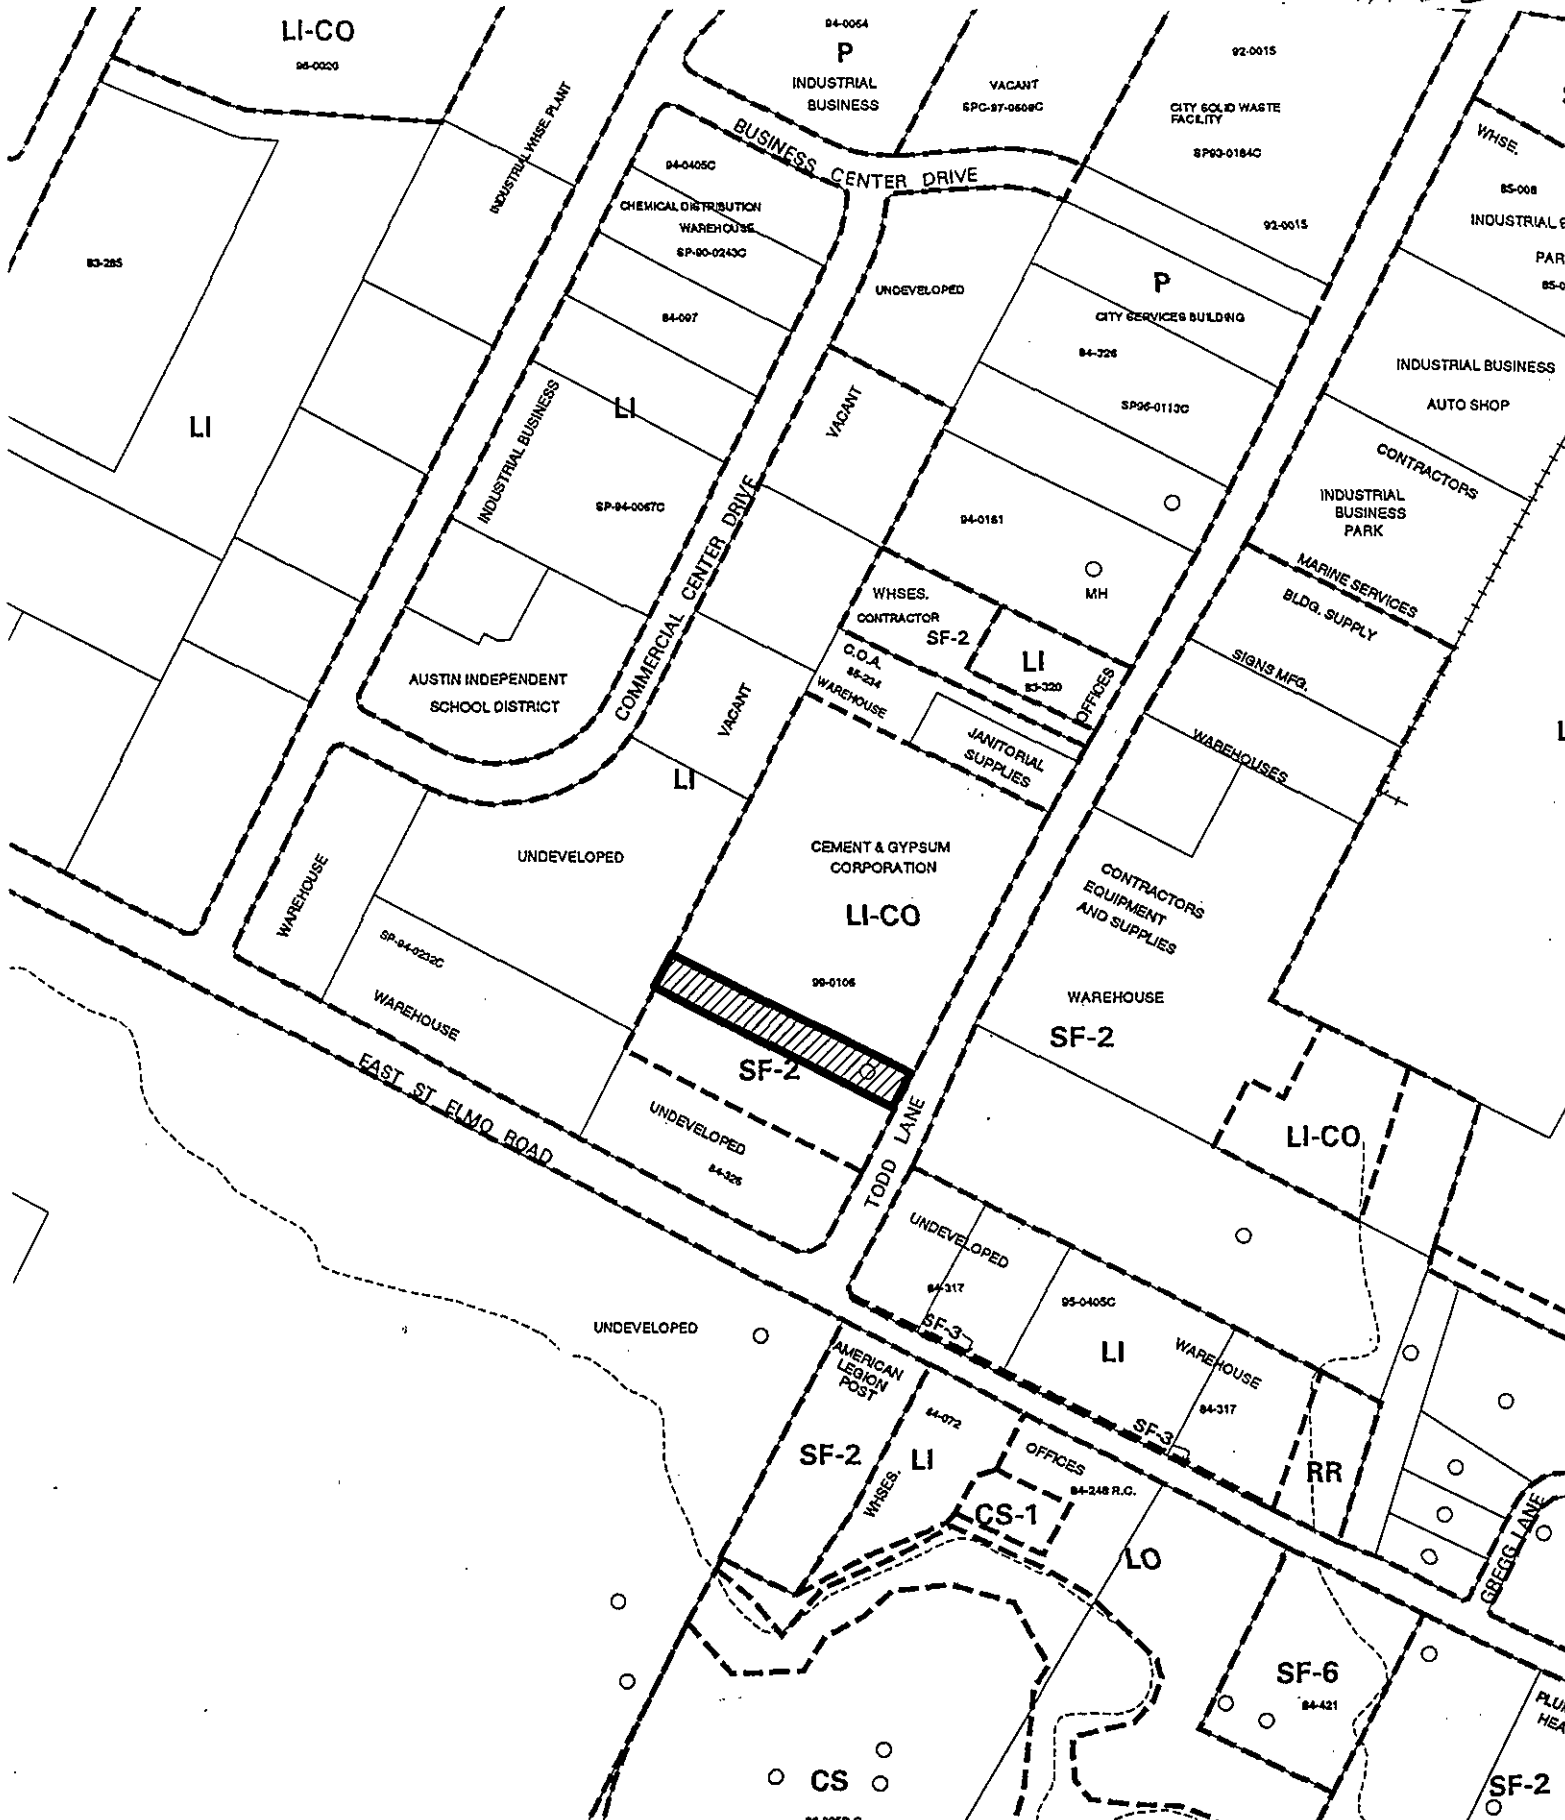 LI-CO
94-0054
P
INDUSTRIAL
BUSINESS
VACANT
92-0015
CITY SOLID WASTE
FACILITY
SP93-0184C
92-0015
WHSE.
INDUSTRIAL WHSE. PLANT
BUSINESS CENTER DRIVE
94-0405C
CHEMICAL DISTRIBUTION
WAREHOUSE
SP-90-0243C
84-097
83-285
LI
LI
INDUSTRIAL BUSINESS
SP-94-0067C
UNDEVELOPED
P
CITY SERVICES BUILDING
84-326
SP96-0113C
VACANT
INDUSTRIAL BUSINESS
AUTO SHOP
CONTRACTORS
INDUSTRIAL
BUSINESS
PARK
MARINE SERVICES
BLDG. SUPPLY
SIGNS MFG.
WAREHOUSES
94-0181
MH
WHSES.
CONTRACTOR
SF-2
LI
83-320
OFFICES
C.O.A.
WAREHOUSE
JANITORIAL
SUPPLIES
COMMERCIAL CENTER DRIVE
AUSTIN INDEPENDENT
SCHOOL DISTRICT
VACANT
LI
UNDEVELOPED
WAREHOUSE
SP-94-0232C
WAREHOUSE
CEMENT & GYPSUM
CORPORATION
LI-CO
99-0106
CONTRACTORS
EQUIPMENT
AND SUPPLIES
WAREHOUSE
SF-2
LI-CO
SF-2
UNDEVELOPED
84-326
EAST ST ELMO ROAD
TODD LANE
UNDEVELOPED
84-317
SF-3
95-0405C
LI
WAREHOUSE
84-317
SF-3
RR
UNDEVELOPED
AMERICAN
LEGION
POST
SF-2
84-072
LI
WHSES.
OFFICES
84-248 R.C.
CS-1
LO
GREGG LANE
SF-6
84-421
CS
SF-2